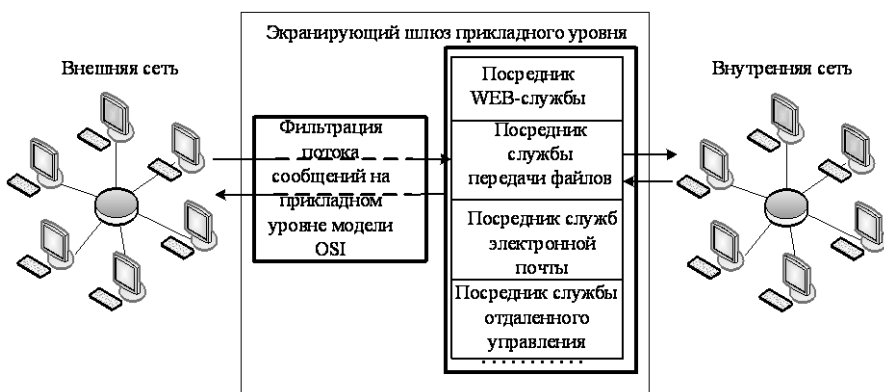 Экранирующий шлюз прикладного уровня
Внешняя сеть
Фильтрация
потока
сообщений на
прикладном
уровне модели
OSI
Посредник
WEB-службы
Посредник
службы
передачи файлов
Посредник служб
электронной
почты
Посредник службы
отдаленного
управления
...........
Внутренняя сеть